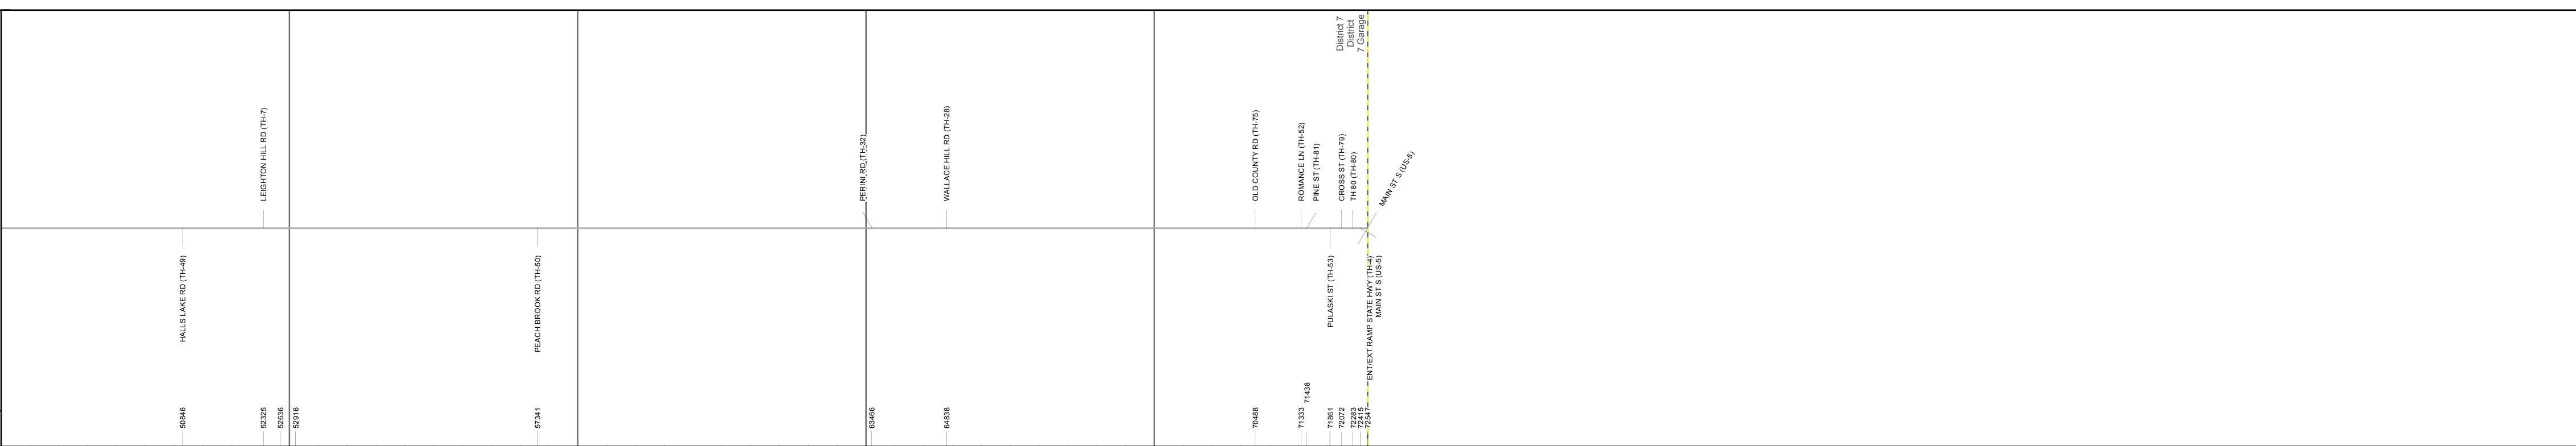 District 7
District
7 Garage
LEIGHTON HILL RD (TH-7)
PERINI RD (TH-32)
WALLACE HILL RD (TH-28)
OLD COUNTY RD (TH-75)
ROMANCE LN (TH-52)
PINE ST (TH-81)
CROSS ST (TH-79)
TH 80 (TH-80)
MAIN ST S (US-5)
HALLS LAKE RD (TH-49)
PEACH BROOK RD (TH-50)
PULASKI ST (TH-53)
ENT/EXT RAMP STATE HWY (TH-4)
MAIN ST S (US-5)
50846
52325
52636
52916
57341
63466
64838
70488
71333
71438
71861
72072
72283
72415
72547